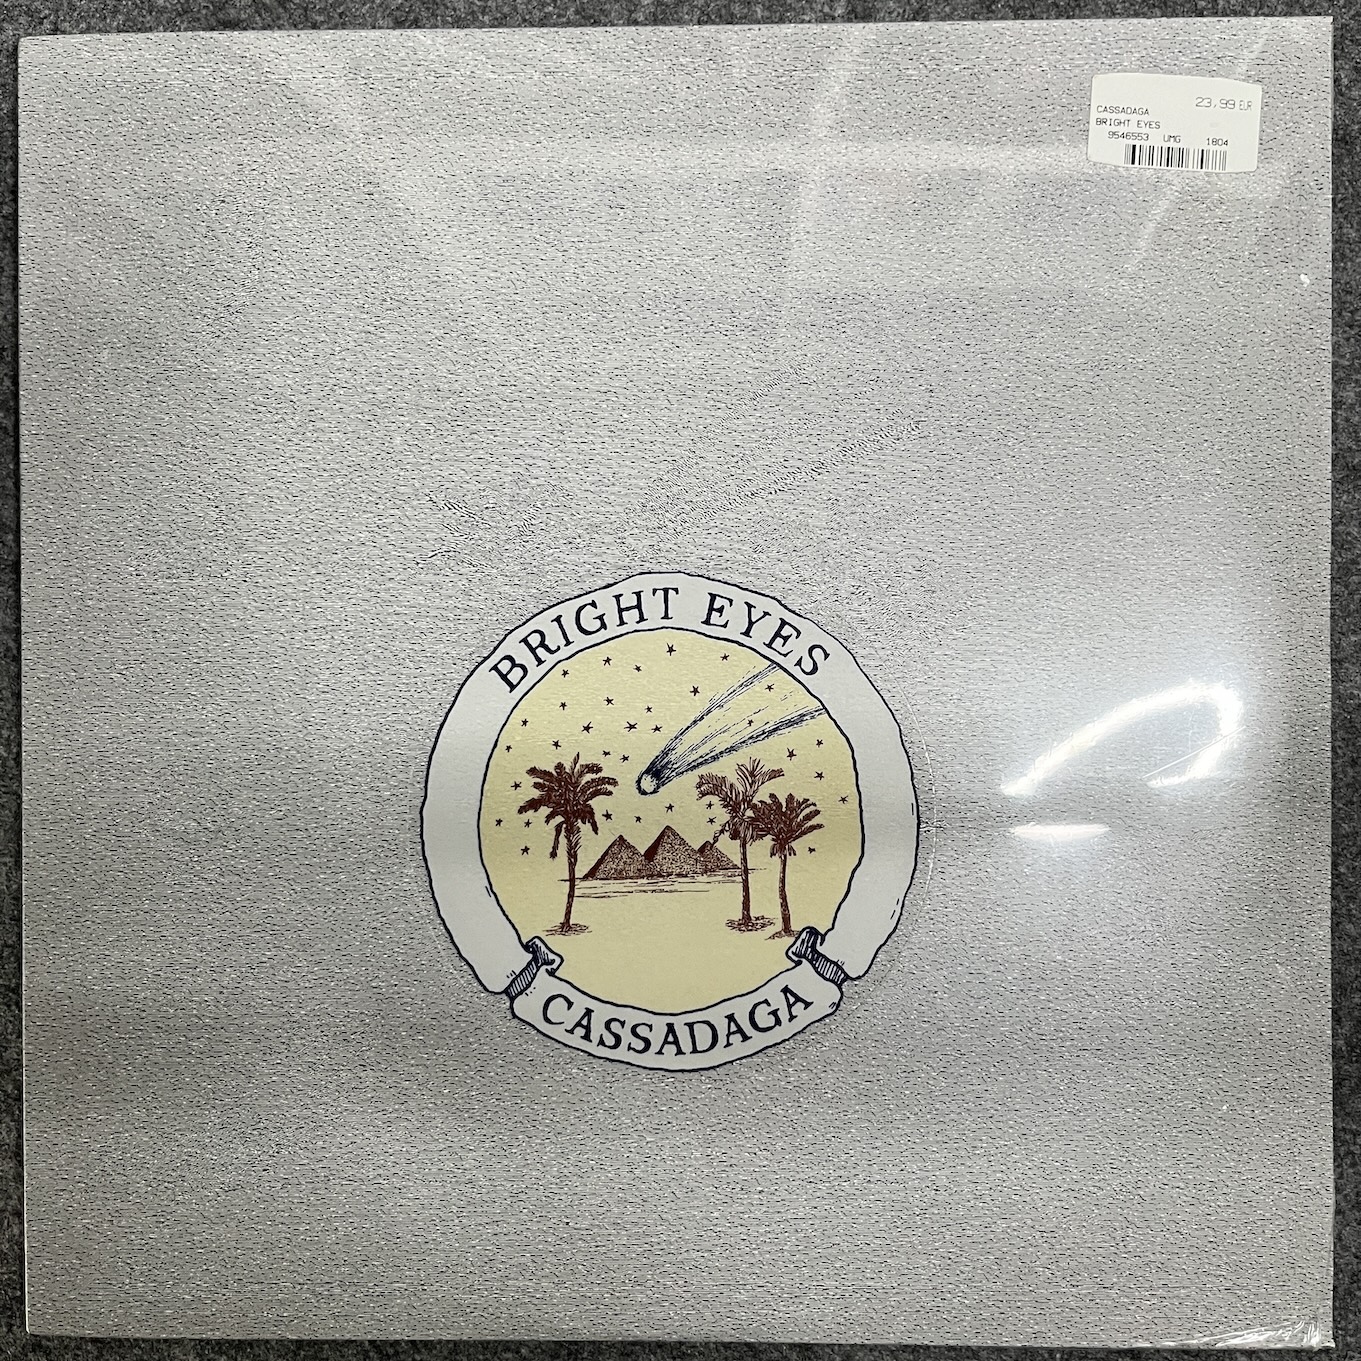 23,99 EUR
CASSADAGA
BRIGHT EYES
9546553 UMG 1804
BRIGHT EYES
CASSADAGA